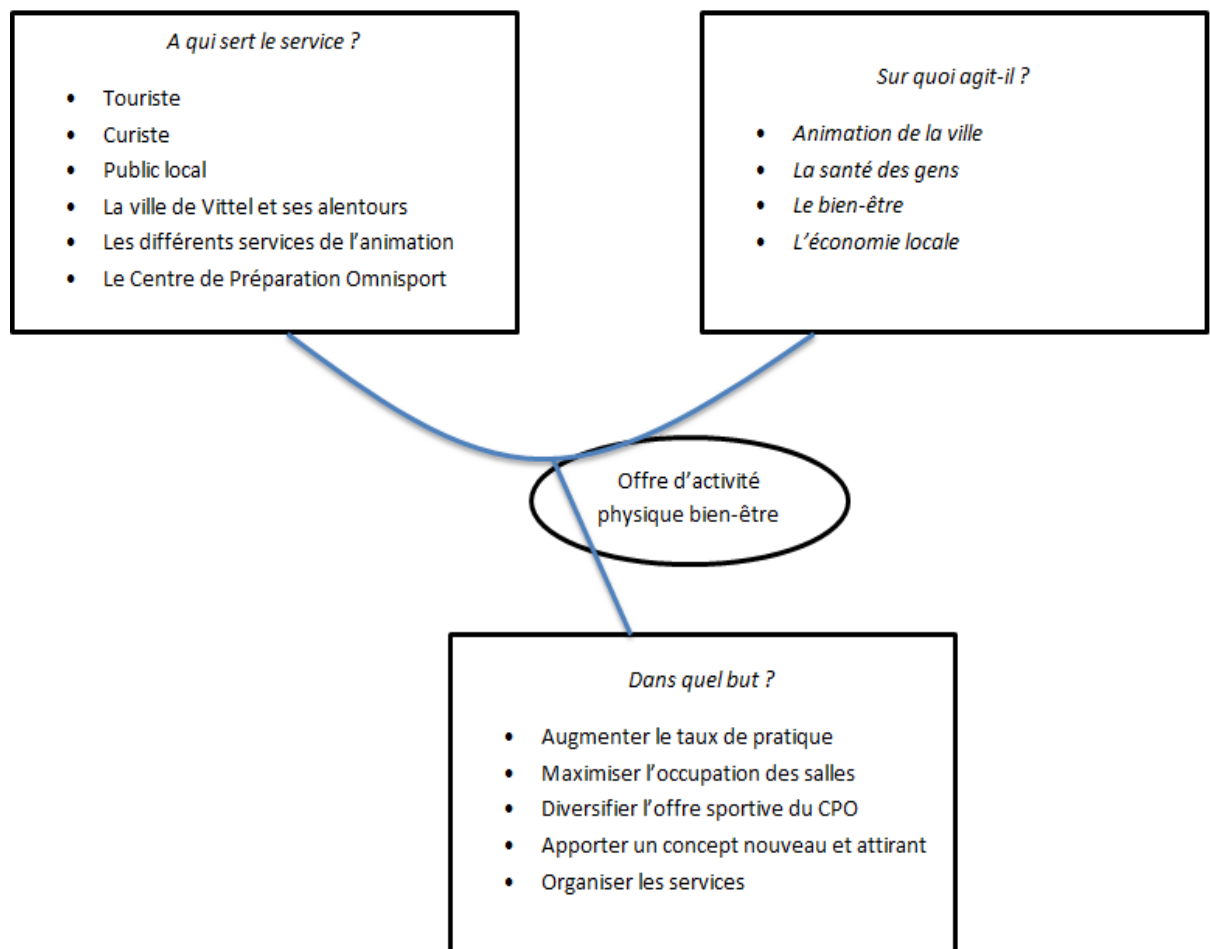 A qui sert le service ?
• Touriste
• Curiste
• Public local
• La ville de Vittel et ses alentours
• Les différents services de l'animation
• Le Centre de Préparation Omnisport
Sur quoi agit-il ?
• Animation de la ville
• La santé des gens
• Le bien-être
• L'économie locale
Offre d'activité
physique bien-être
Dans quel but ?
• Augmenter le taux de pratique
• Maximiser l'occupation des salles
• Diversifier l'offre sportive du CPO
• Apporter un concept nouveau et attirant
• Organiser les services